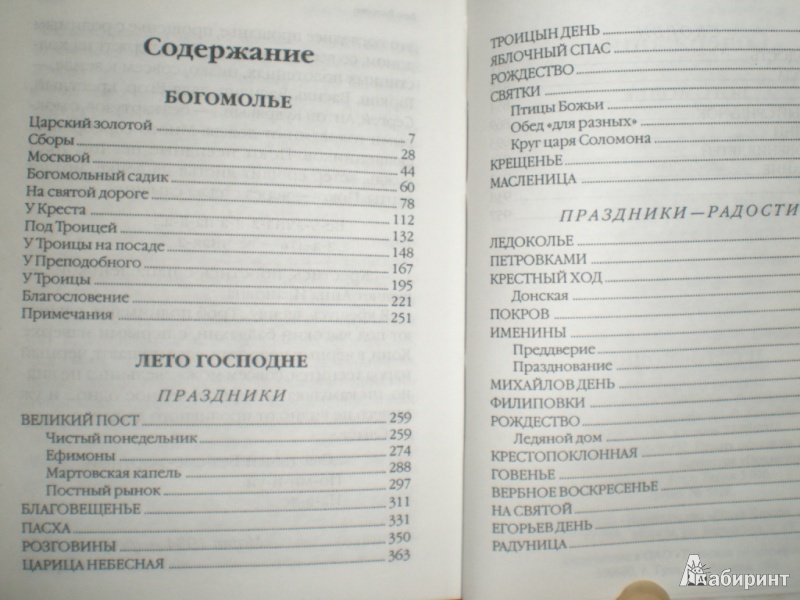 Содержание
БОГОМОЛЬЕ
Царский золотой 7
Сборы 28
Москвой 44
Богомольный садик 60
На святой дороге 78
У Креста 112
Под Троицей 132
У Троицы на посаде 148
У Преподобного 167
У Троицы 195
Благословение 221
Примечания 251
ЛЕТО ГОСПОДНЕ
ПРАЗДНИКИ
ВЕЛИКИЙ ПОСТ 259
Чистый понедельник 259
Ефимоны 274
Мартовская капель 288
Постный рынок 297
БЛАГОВЕЩЕНЬЕ 311
ПАСХА 331
РОЗГОВИНЫ 350
ЦАРИЦА НЕБЕСНАЯ 363
ТРОИЦЫН ДЕНЬ
ЯБЛОЧНЫЙ СПАС
РОЖДЕСТВО
СВЯТКИ
Птицы Божьи
Обед «для разных»
Круг царя Соломона
КРЕЩЕНЬЕ
МАСЛЕНИЦА
ПРАЗДНИКИ—РАДОСТИ
ЛЕДОКОЛЬЕ
ПЕТРОВКАМИ
КРЕСТНЫЙ ХОД
Донская
ПОКРОВ
ИМЕНИНЫ
Преддверие
Празднование
МИХАЙЛОВ ДЕНЬ
ФИЛИПОВКИ
РОЖДЕСТВО
Ледяной дом
КРЕСТОПОКЛОННАЯ
ГОВЕНЬЕ
ВЕРБНОЕ ВОСКРЕСЕНЬЕ
НА СВЯТОЙ
ЕГОРЬЕВ ДЕНЬ
РАДУНИЦА
Лабиринт